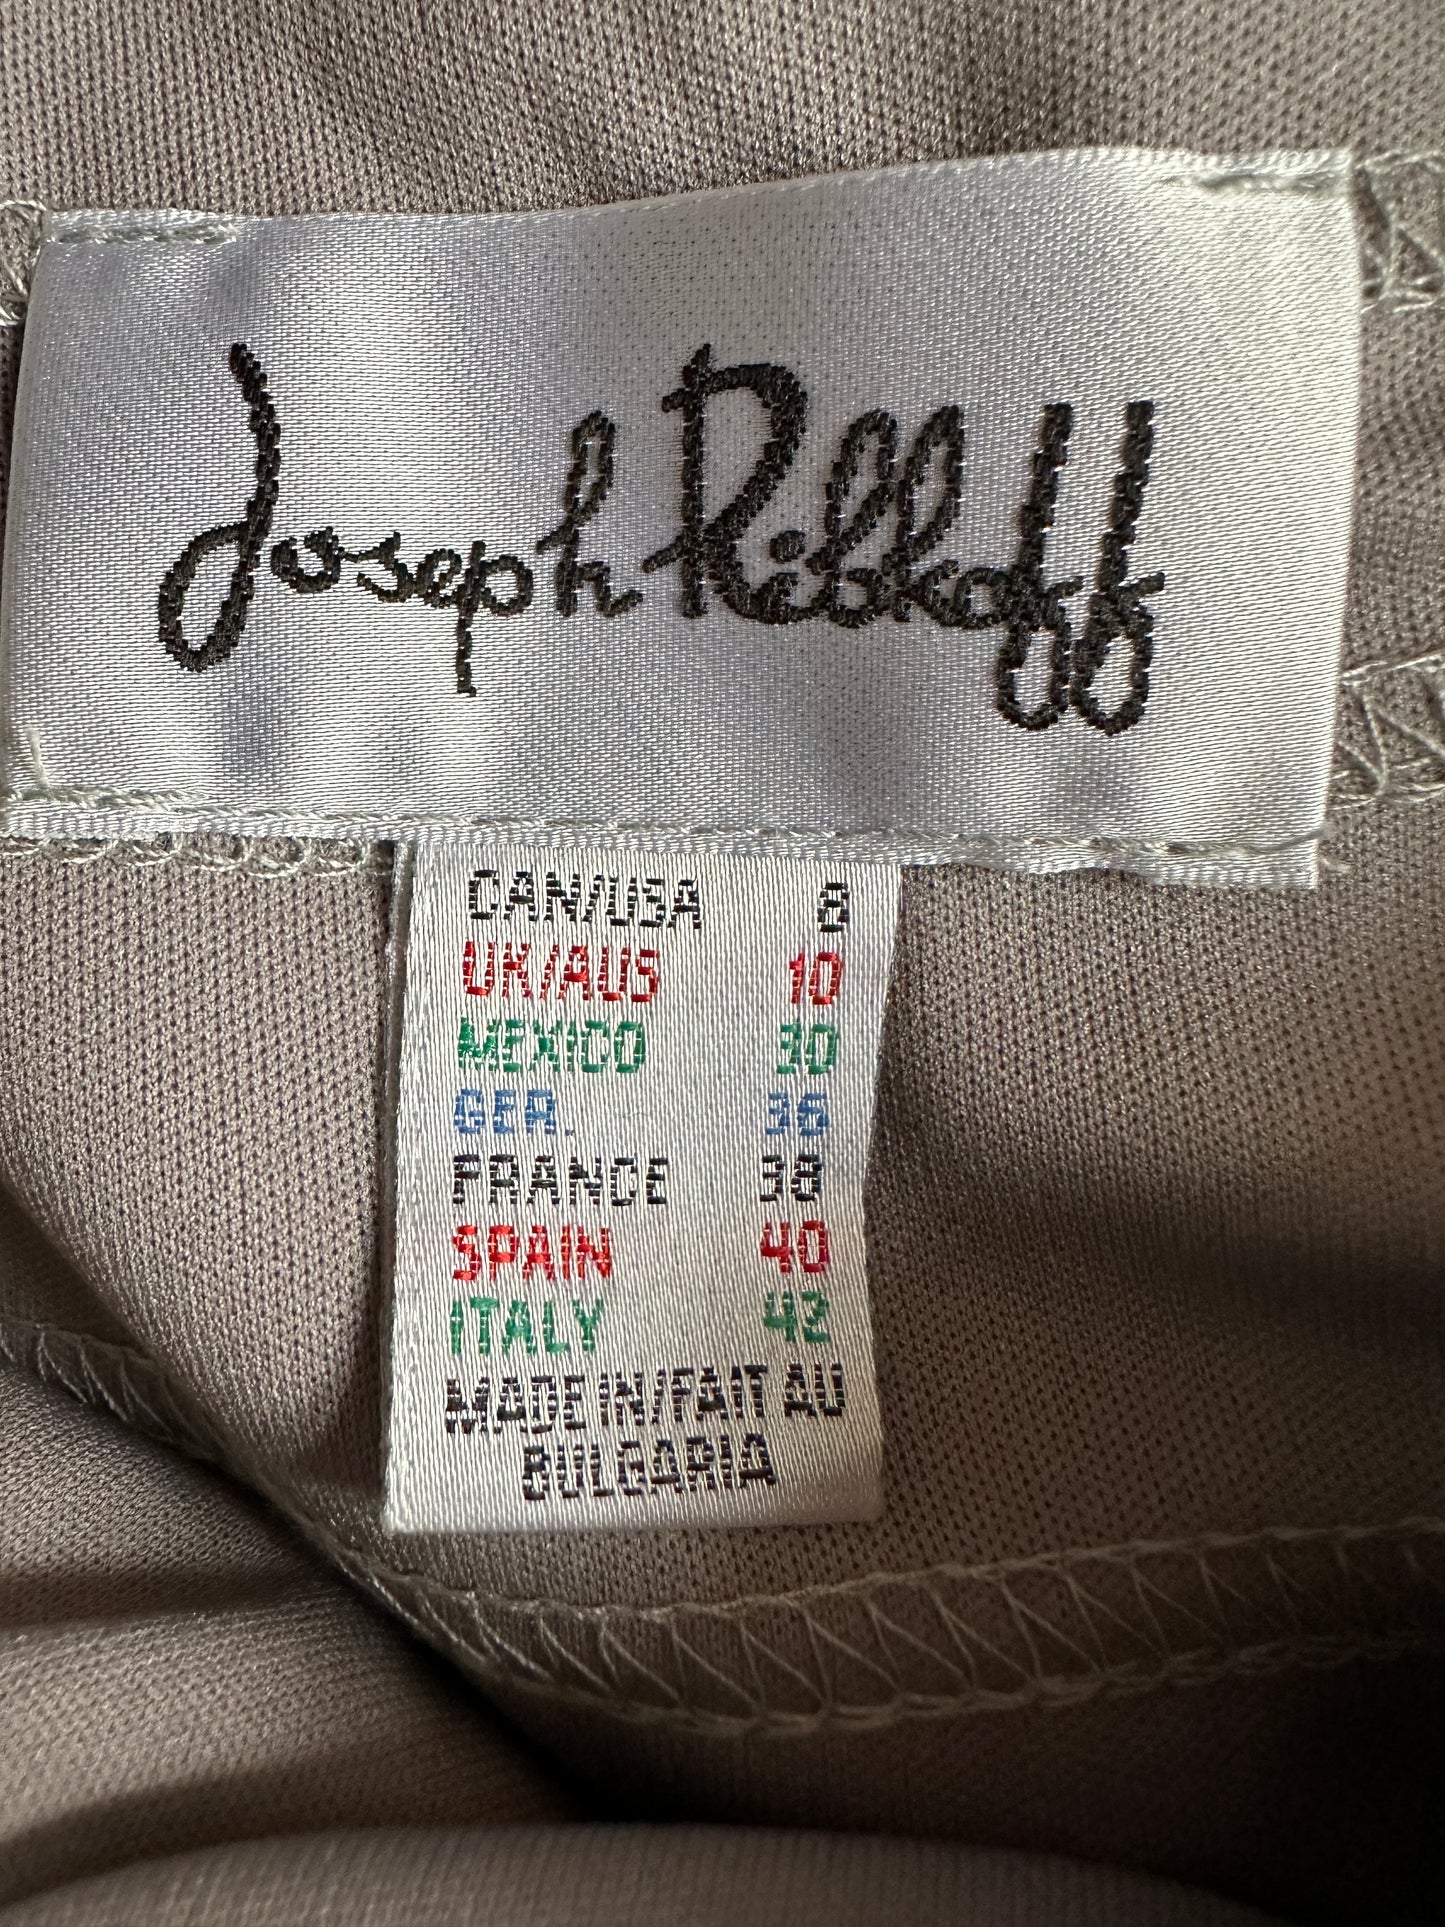 Joseph Ribkoff
CAN/USA 8
UK/AUS 10
MEXICO 30
GER. 36
FRANCE 38
SPAIN 40
ITALY 42
MADE IN/FAIT AU
BULGARIA